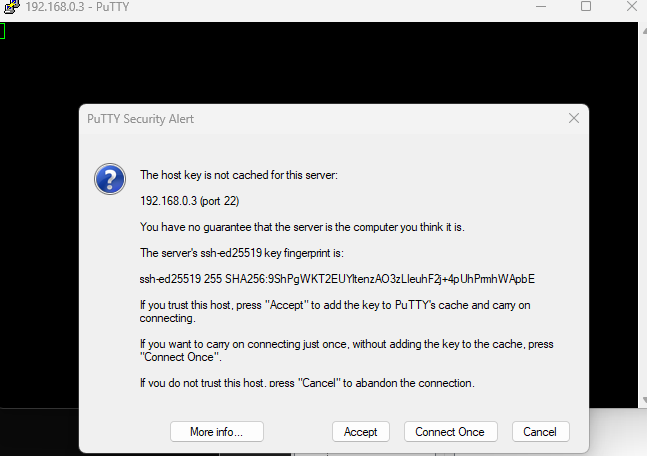 192.168.0.3 - PuTTY
PuTTY Security Alert
The host key is not cached for this server:
192.168.0.3 (port 22)
You have no guarantee that the server is the computer you think it is.
The server's ssh-ed25519 key fingerprint is:
ssh-ed25519 255 SHA256:9ShPgWKT2EUYltenzAO3zLleuhF2j+4pUhPrmhWApbE
If you trust this host, press "Accept" to add the key to PuTTY's cache and carry on
connecting.
If you want to carry on connecting just once, without adding the key to the cache, press
"Connect Once".
If you do not trust this host, press "Cancel" to abandon the connection.
More info...
Accept
Connect Once
Cancel